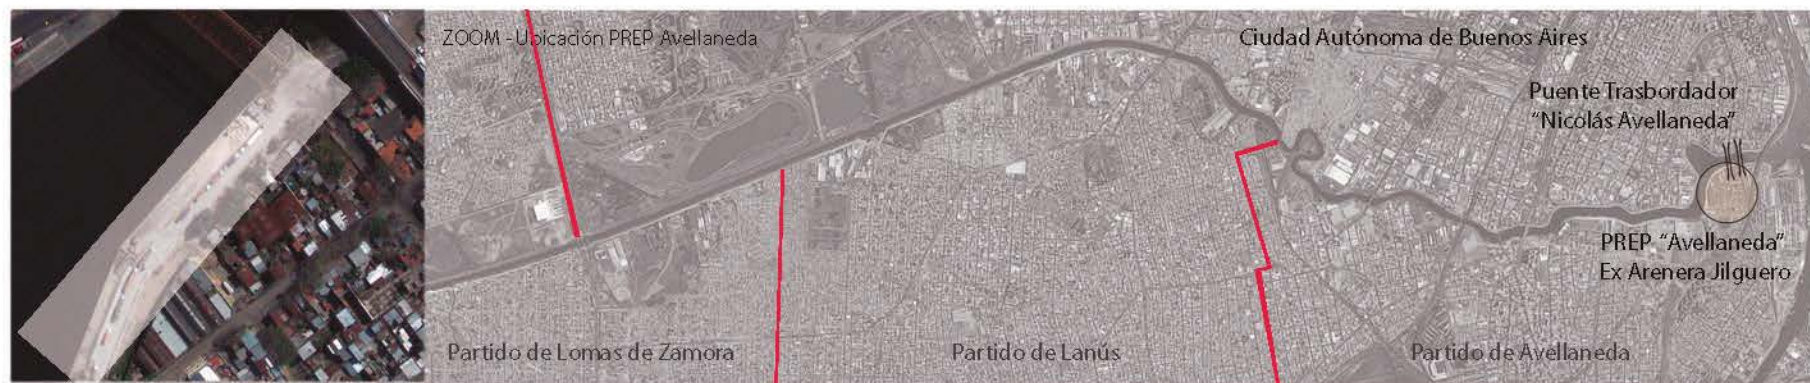 ZOOM - Ubicación PREP Avellaneda
Ciudad Autónoma de Buenos Aires
Puente Trasbordador
“Nicolás Avellaneda”
PREP “Avellaneda”
Ex Arenera Jilguero
Partido de Lomas de Zamora
Partido de Lanús
Partido de Avellaneda